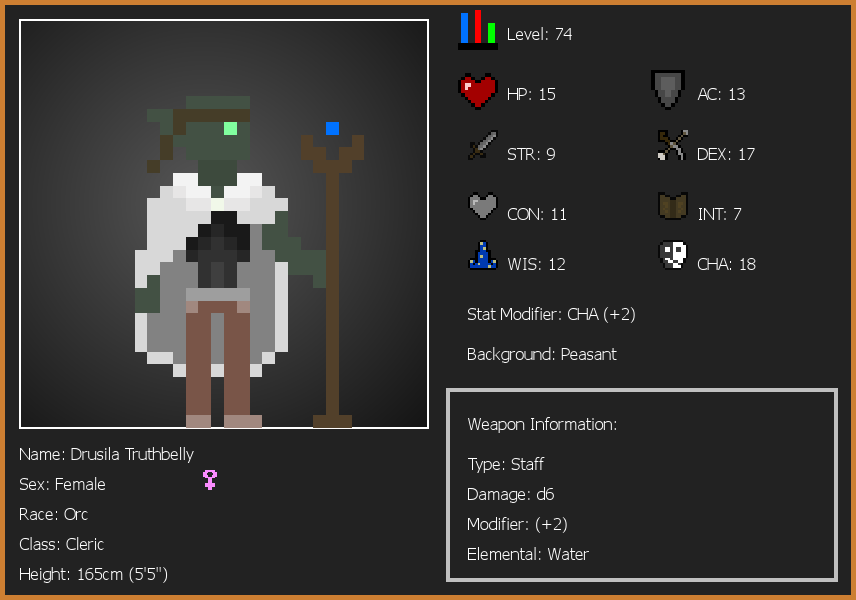 Level: 74
HP: 15
AC: 13
STR: 9
DEX: 17
CON: 11
INT: 7
WIS: 12
CHA: 18
Stat Modifier: CHA (+2)
Background: Peasant
Weapon Information:
Type: Staff
Damage: d6
Modifier: (+2)
Elemental: Water
Name: Drusila Truthbelly
Sex: Female
Race: Orc
Class: Cleric
Height: 165cm (5'5")